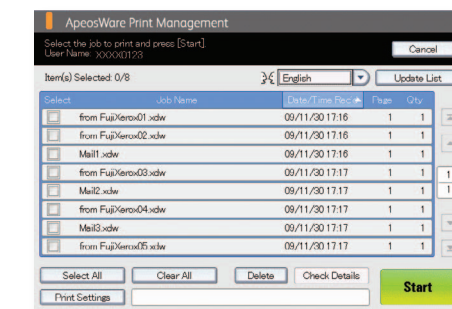 ApeosWare Print Management
Select the job to print and press [Start].
User Name: XXXX0123
Cancel
Item(s) Selected: 0/8 English Update List
Select Job Name Date/Time Page Qty
from FujiXerox01.xdw 09/11/30 17:16 1 1
from FujiXerox02.xdw 09/11/30 17:16 1 1
Mail1.xdw 09/11/30 17:16 1 1
from FujiXerox03.xdw 09/11/30 17:17 1 1
Mail2.xdw 09/11/30 17:17 1 1
from FujiXerox04.xdw 09/11/30 17:17 1 1
Mail3.xdw 09/11/30 17:17 1 1
from FujiXerox05.xdw 09/11/30 17:17 1 1
1
1
Select All Clear All Delete Check Details
Start
Print Settings